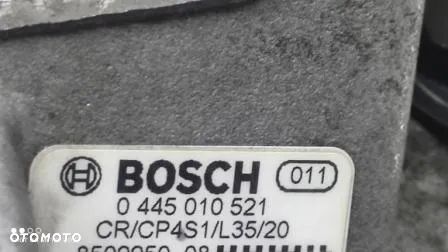 BOSCH 011
0 445 010 521
CR/CP4S1/L35/20
OTOMOTO